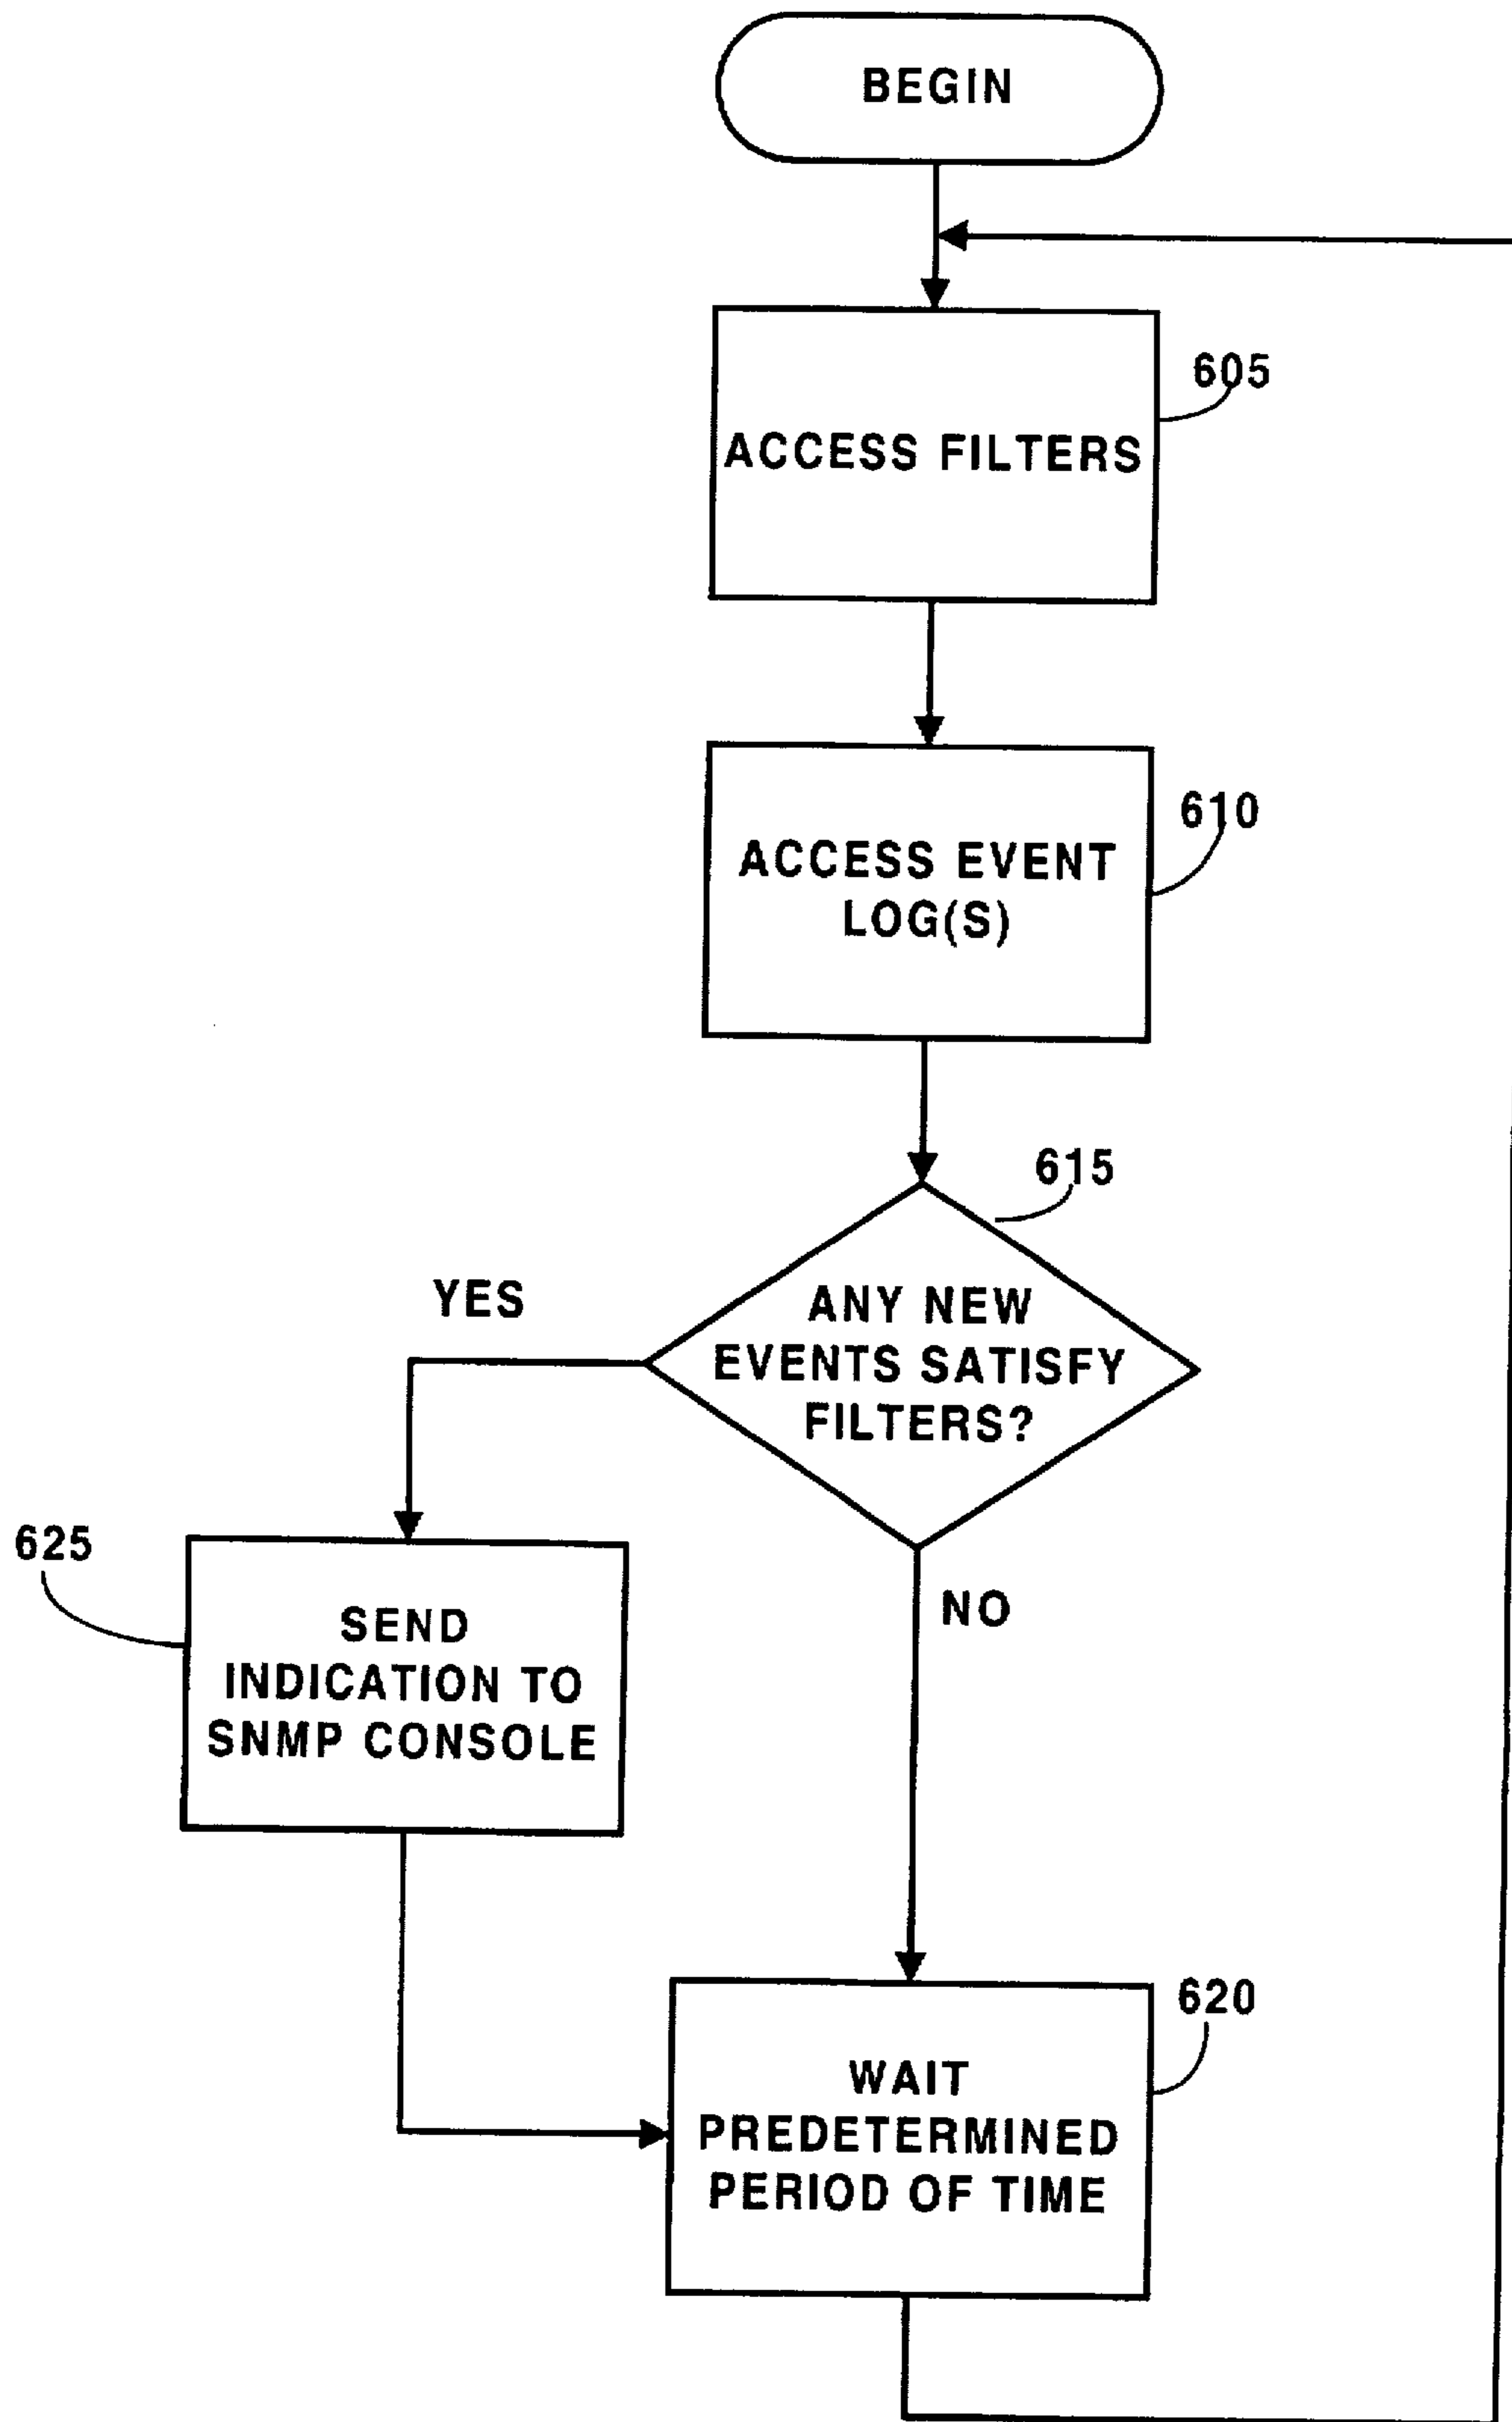 BEGIN
605
ACCESS FILTERS
610
ACCESS EVENT
LOG(S)
615
YES
ANY NEW
EVENTS SATISFY
FILTERS?
625
NO
SEND
INDICATION TO
SNMP CONSOLE
620
WAIT
PREDETERMINED
PERIOD OF TIME